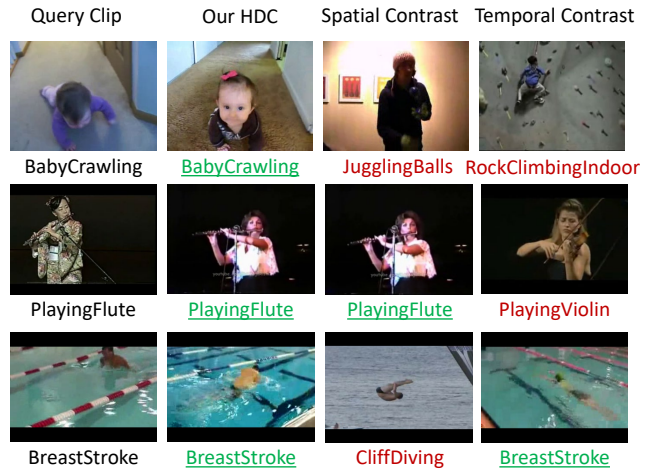 Query Clip Our HDC Spatial Contrast Temporal Contrast
BabyCrawling BabyCrawling JugglingBalls RockClimbingIndoor
PlayingFlute PlayingFlute PlayingFlute PlayingViolin
BreastStroke BreastStroke CliffDiving BreastStroke